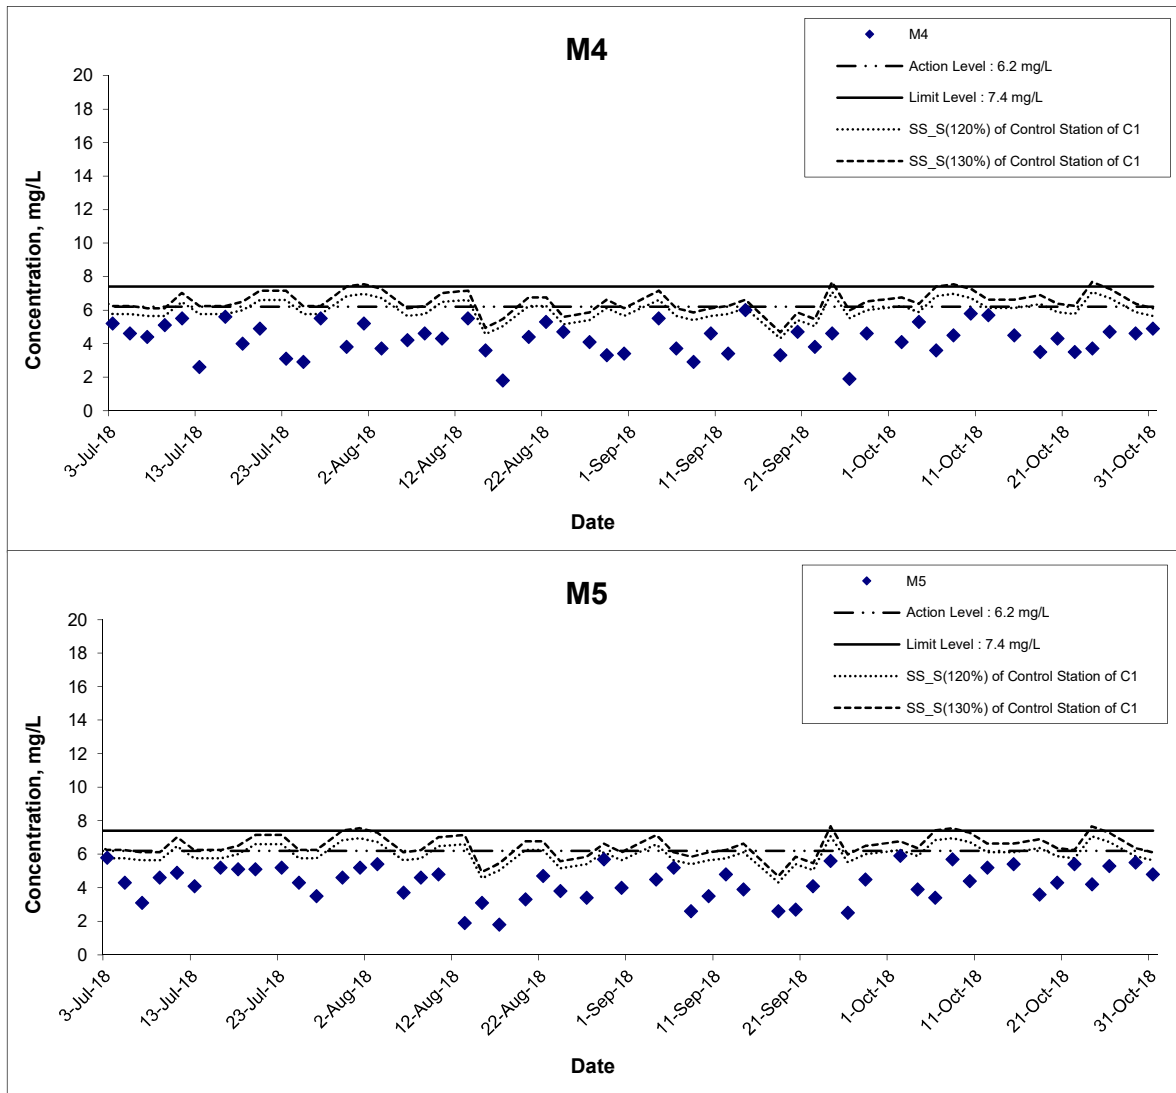 M4
M4
Action Level : 6.2 mg/L
Limit Level : 7.4 mg/L
SS_S(120%) of Control Station of C1
SS_S(130%) of Control Station of C1
Concentration, mg/L
20
18
16
14
12
10
8
6
4
2
0
3-Jul-18
13-Jul-18
23-Jul-18
2-Aug-18
12-Aug-18
22-Aug-18
1-Sep-18
11-Sep-18
21-Sep-18
1-Oct-18
11-Oct-18
21-Oct-18
31-Oct-18
Date
M5
M5
Action Level : 6.2 mg/L
Limit Level : 7.4 mg/L
SS_S(120%) of Control Station of C1
SS_S(130%) of Control Station of C1
Concentration, mg/L
20
18
16
14
12
10
8
6
4
2
0
3-Jul-18
13-Jul-18
23-Jul-18
2-Aug-18
12-Aug-18
22-Aug-18
1-Sep-18
11-Sep-18
21-Sep-18
1-Oct-18
11-Oct-18
21-Oct-18
31-Oct-18
Date